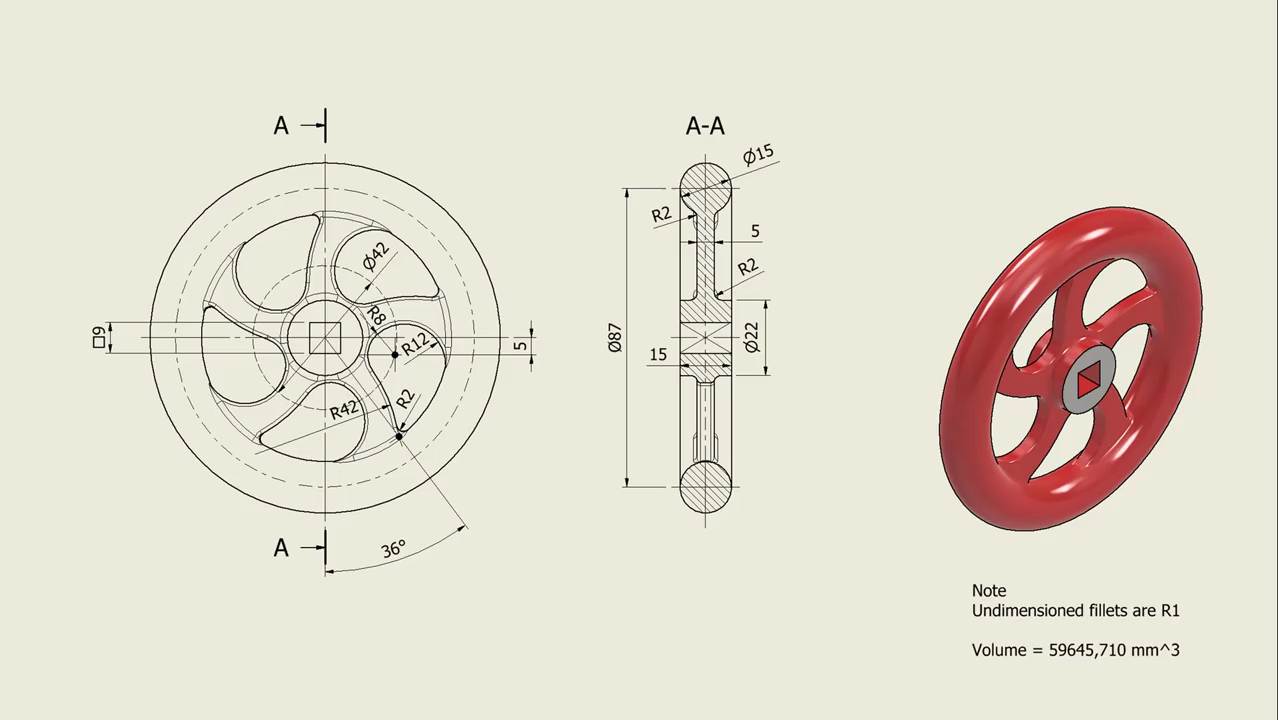 A
A-A
Ø15
R2
Ø42
5
R2
R8
□9
R12
5
Ø87
Ø22
15
R42
R2
A
36°
Note
Undimensioned fillets are R1
Volume = 59645,710 mm^3